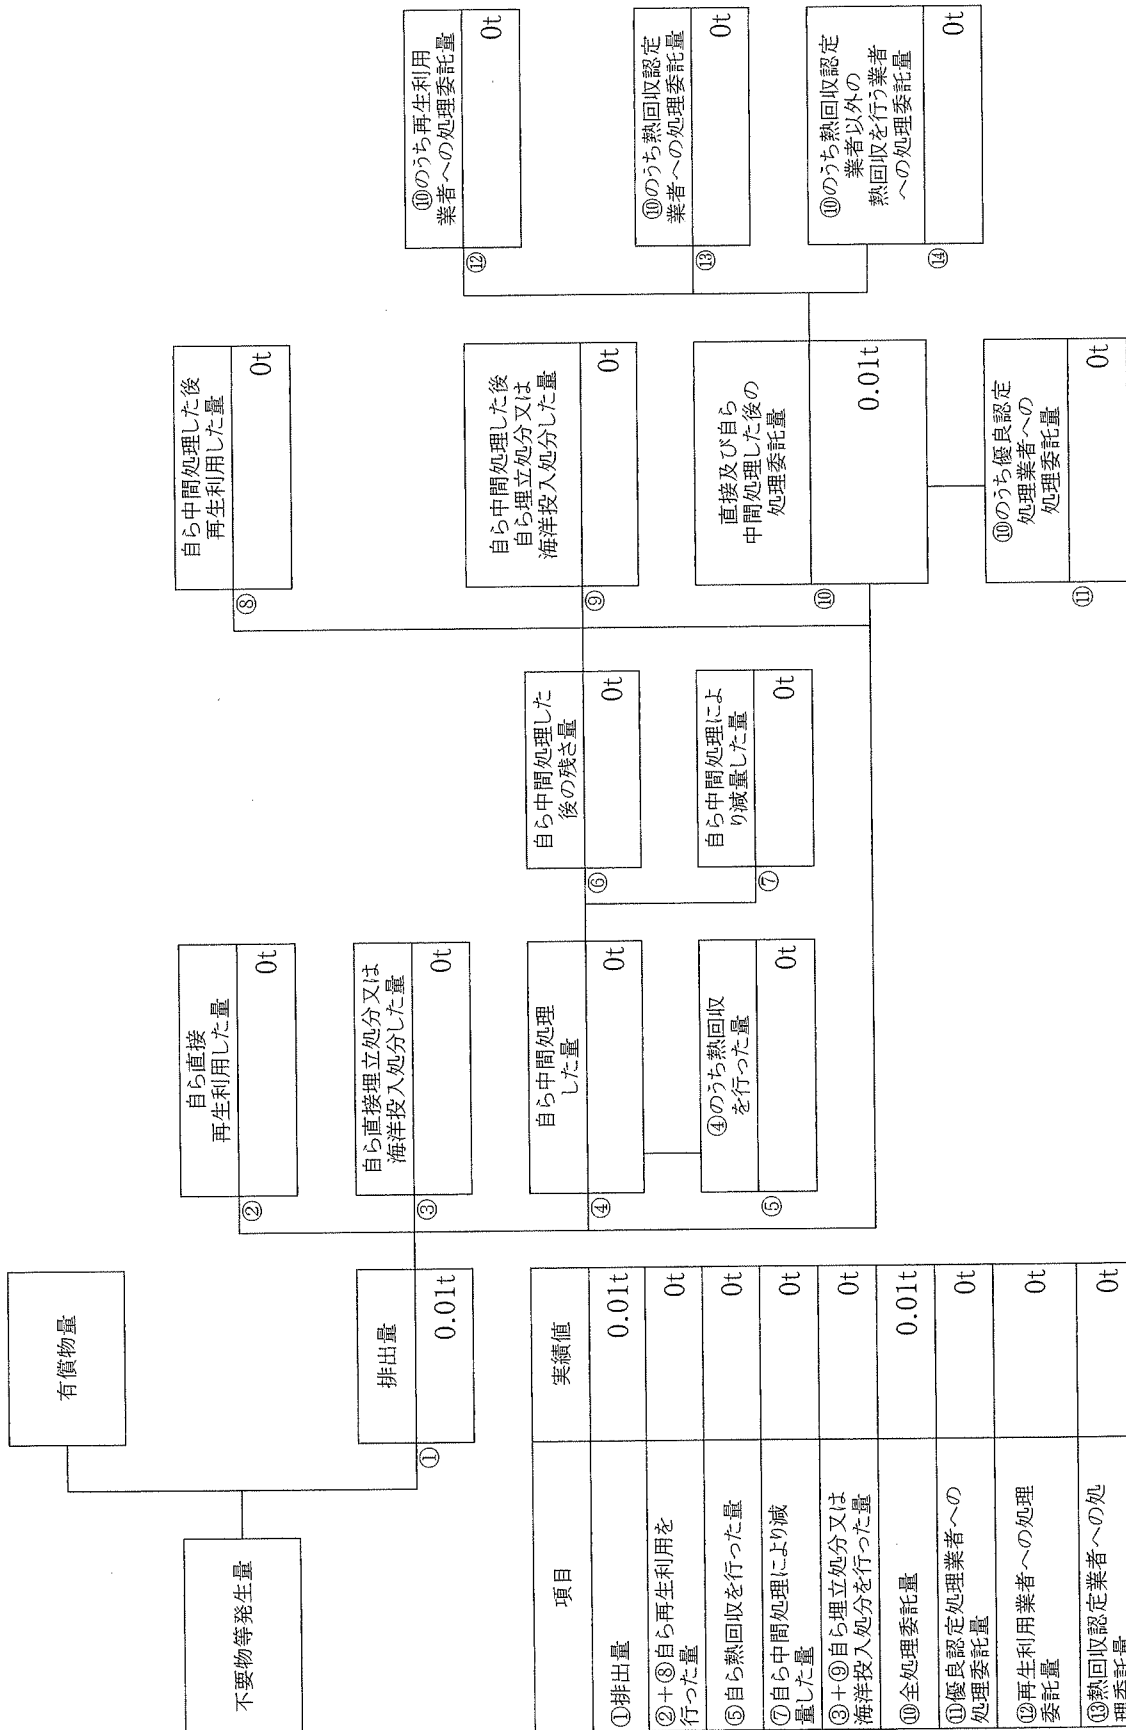 不要物等発生量
有償物量
排出量
①
0.01t
自ら直接
再生利用した量
②
0t
自ら直接埋立処分又は
海洋投入処分した量
③
0t
自ら中間処理
した量
④
0t
④のうち熱回収
を行った量
⑤
0t
自ら中間処理した
後の残さ量
⑥
0t
自ら中間処理によ
り減量した量
⑦
0t
自ら中間処理した後
再生利用した量
⑧
0t
自ら中間処理した後
自ら埋立処分又は
海洋投入処分した量
⑨
0t
直接及び自ら
中間処理した後の
処理委託量
⑩
0.01t
⑩のうち優良認定
処理業者への
処理委託量
⑪
0t
⑩のうち再生利用
業者への処理委託量
⑫
0t
⑩のうち熱回収認定
業者への処理委託量
⑬
0t
⑩のうち熱回収認定
業者以外の
熱回収を行う業者
への処理委託量
⑭
0t
項目
実績値
①排出量
0.01t
②+⑧自ら再生利用を
行った量
0t
⑤自ら熱回収を行った量
0t
⑦自ら中間処理により減
量した量
0t
③+⑨自ら埋立処分又は
海洋投入処分を行った量
0t
⑩全処理委託量
0.01t
⑪優良認定処理業者への
処理委託量
0t
⑫再生利用業者への処理
委託量
0t
⑬熱回収認定業者への処
理委託量
0t